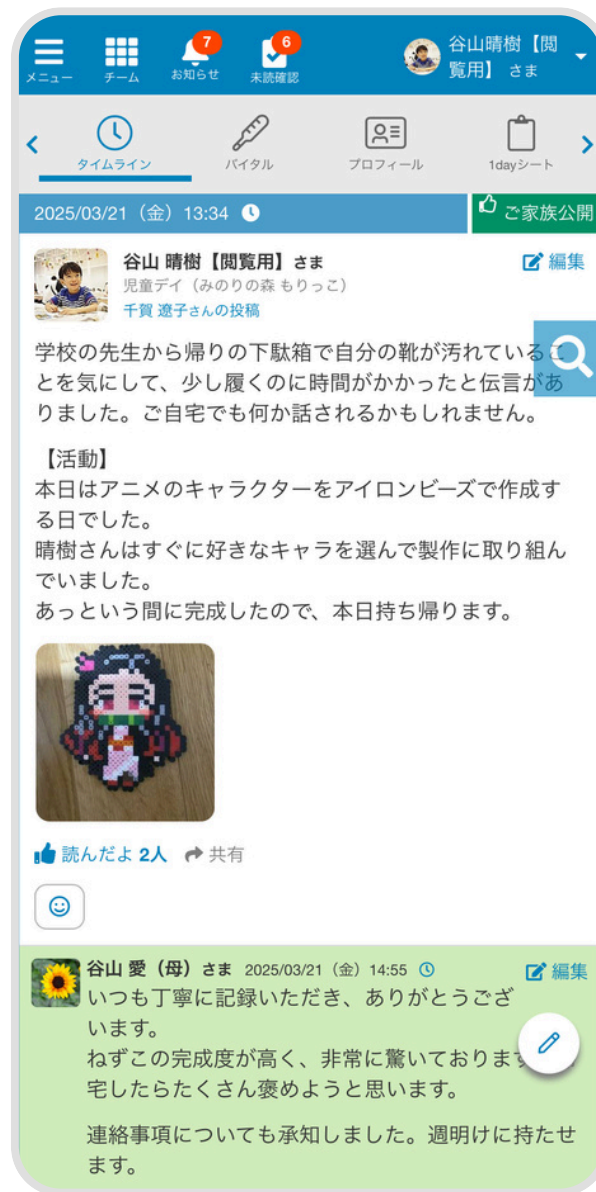 7
6
メニュー
チーム
お知らせ
未読確認
谷山晴樹【閲
覧用】 さま
タイムライン
バイタル
プロフィール
1dayシート
2025/03/21（金）13:34
ご家族公開
谷山 晴樹【閲覧用】さま
編集
児童デイ（みのりの森 もりっこ）
千賀 遼子さんの投稿
学校の先生から帰りの下駄箱で自分の靴が汚れているこ
とを気にして、少し履くのに時間がかかったと伝言があ
りました。ご自宅でも何か話されるかもしれません。
【活動】
本日はアニメのキャラクターをアイロンビーズで作成す
る日でした。
晴樹さんはすぐに好きなキャラを選んで製作に取り組ん
でいました。
あっという間に完成したので、本日持ち帰ります。
読んだよ 2人
共有
谷山 愛（母）さま 2025/03/21（金）14:55
編集
いつも丁寧に記録いただき、ありがとうござ
います。
ねずこの完成度が高く、非常に驚いておりま
宅したらたくさん褒めようと思います。
連絡事項についても承知しました。週明けに持たせ
ます。